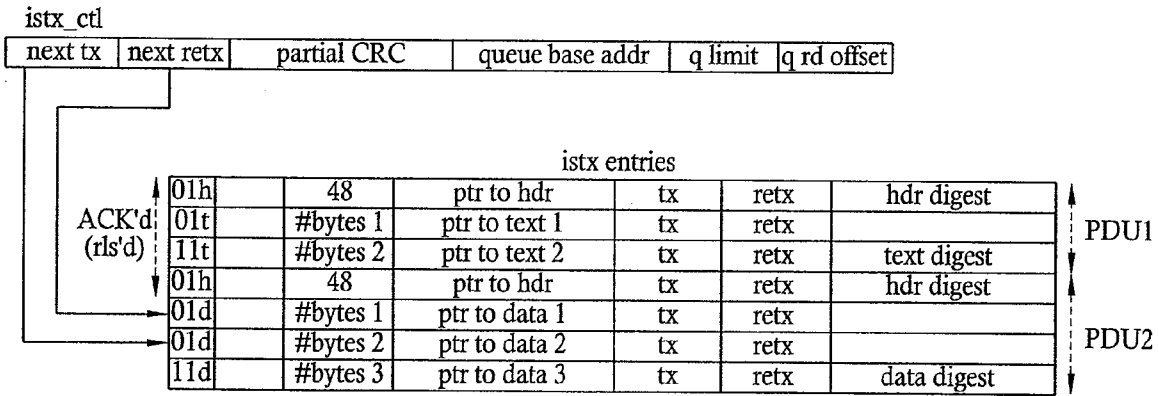 istx_ctl
next tx next retx partial CRC queue base addr q limit q rd offset
istx entries
01h 48 ptr to hdr tx retx hdr digest
ACK'd 01t #bytes 1 ptr to text 1 tx retx PDU1
(rls'd) 11t #bytes 2 ptr to text 2 tx retx text digest
01h 48 ptr to hdr tx retx hdr digest
01d #bytes 1 ptr to data 1 tx retx
01d #bytes 2 ptr to data 2 tx retx PDU2
11d #bytes 3 ptr to data 3 tx retx data digest